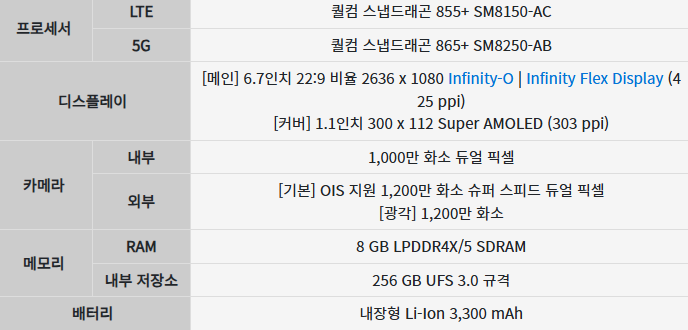 프로세서
LTE
퀄컴 스냅드래곤 855+ SM8150-AC
5G
퀄컴 스냅드래곤 865+ SM8250-AB
디스플레이
[메인] 6.7인치 22:9 비율 2636 x 1080 Infinity-O | Infinity Flex Display (4
25 ppi)
[커버] 1.1인치 300 x 112 Super AMOLED (303 ppi)
카메라
내부
1,000만 화소 듀얼 픽셀
외부
[기본] OIS 지원 1,200만 화소 슈퍼 스피드 듀얼 픽셀
[광각] 1,200만 화소
메모리
RAM
8 GB LPDDR4X/5 SDRAM
내부 저장소
256 GB UFS 3.0 규격
배터리
내장형 Li-Ion 3,300 mAh